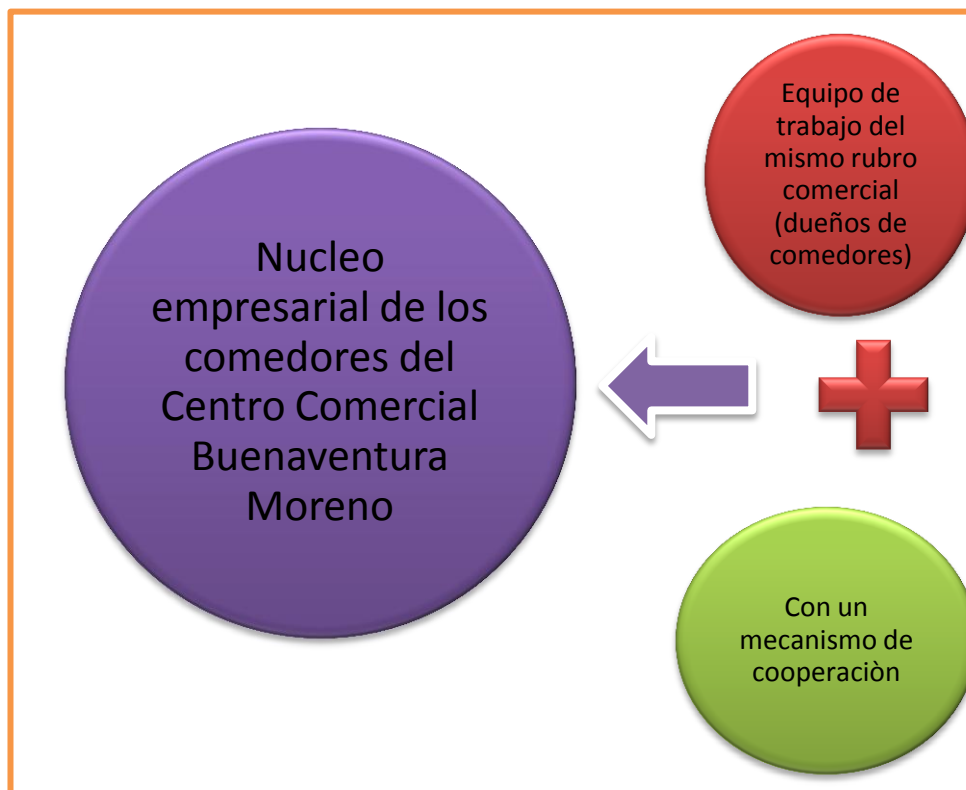 Nucleo
empresarial de los
comedores del
Centro Comercial
Buenaventura
Moreno
Equipo de
trabajo del
mismo rubro
comercial
(dueños de
comedores)
Con un
mecanismo de
cooperaciòn